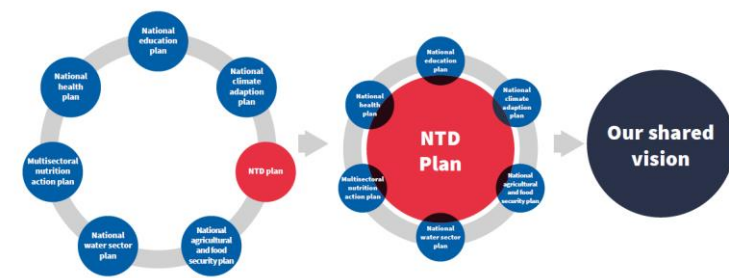 National
education
plan
National
climate
adaption
plan
NTD plan
National
agricultural
and food
security plan
National
water sector
plan
Multisectoral
nutrition
action plan
National
health
plan
National
education
plan
National
climate
adaption plan
National
agricultural
and food
security plan
National
water sector plan
Multisectoral
nutrition
action plan
National
health plan
NTD
Plan
Our shared
vision